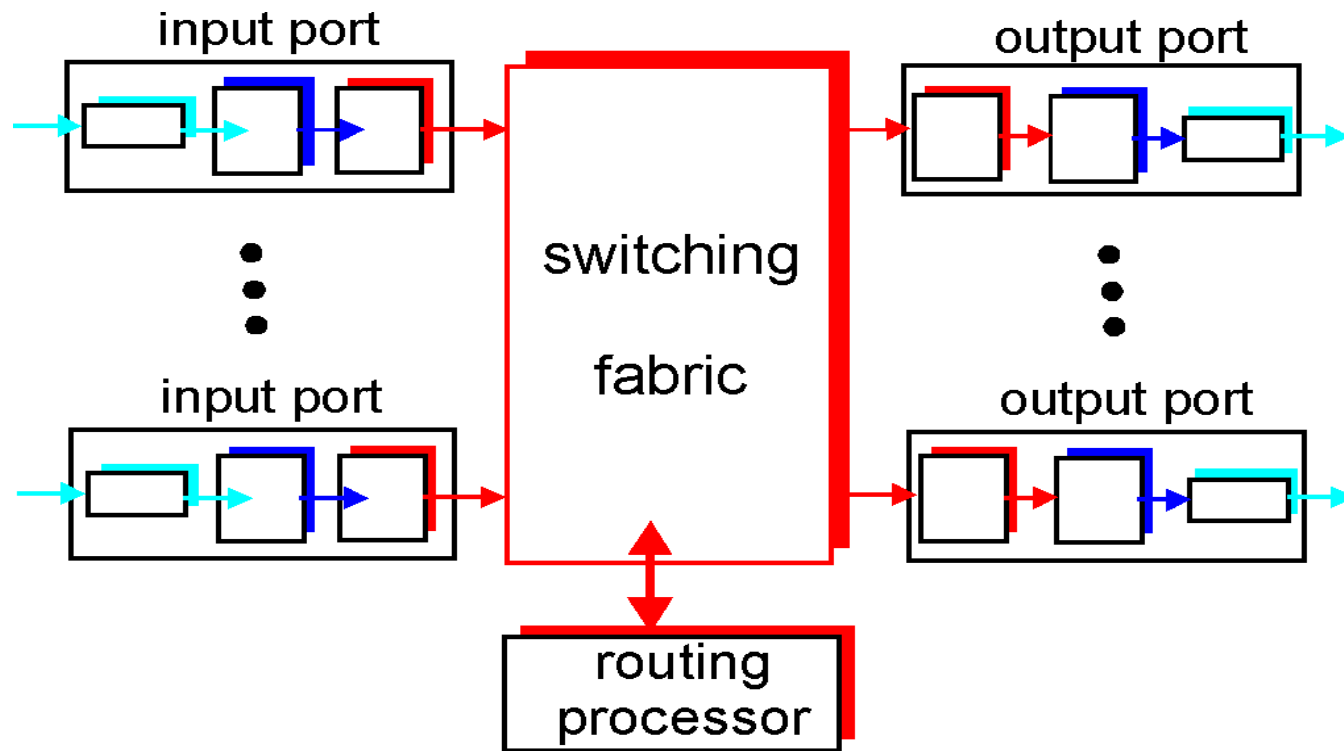 input port
output port
switching
fabric
input port
output port
routing
processor